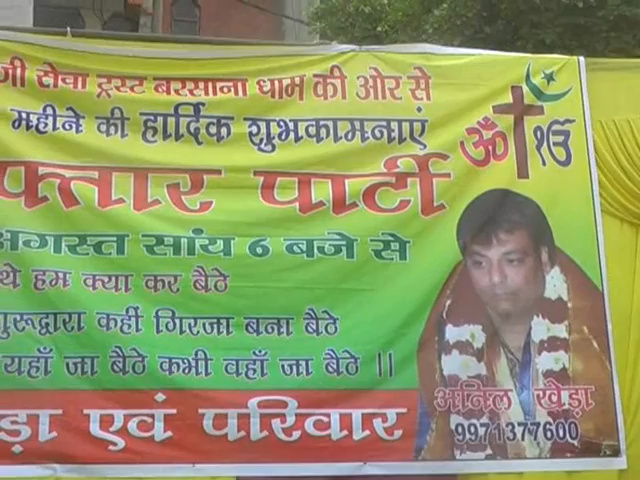 जी सेवा ट्रस्ट बरसाना धाम की ओर से
महीने की हार्दिक शुभकामनाएं
फ्तार पार्टी
अगस्त सांय 6 बजे से
थे हम क्या कर बैठे
गुरूद्वारा कहीं गिरजा बना बैठे
यहाँ जा बैठे कभी वहाँ जा बैठे ।।
ड़ा एवं परिवार
ॐ ੴ
अनिल खेड़ा
9971377600